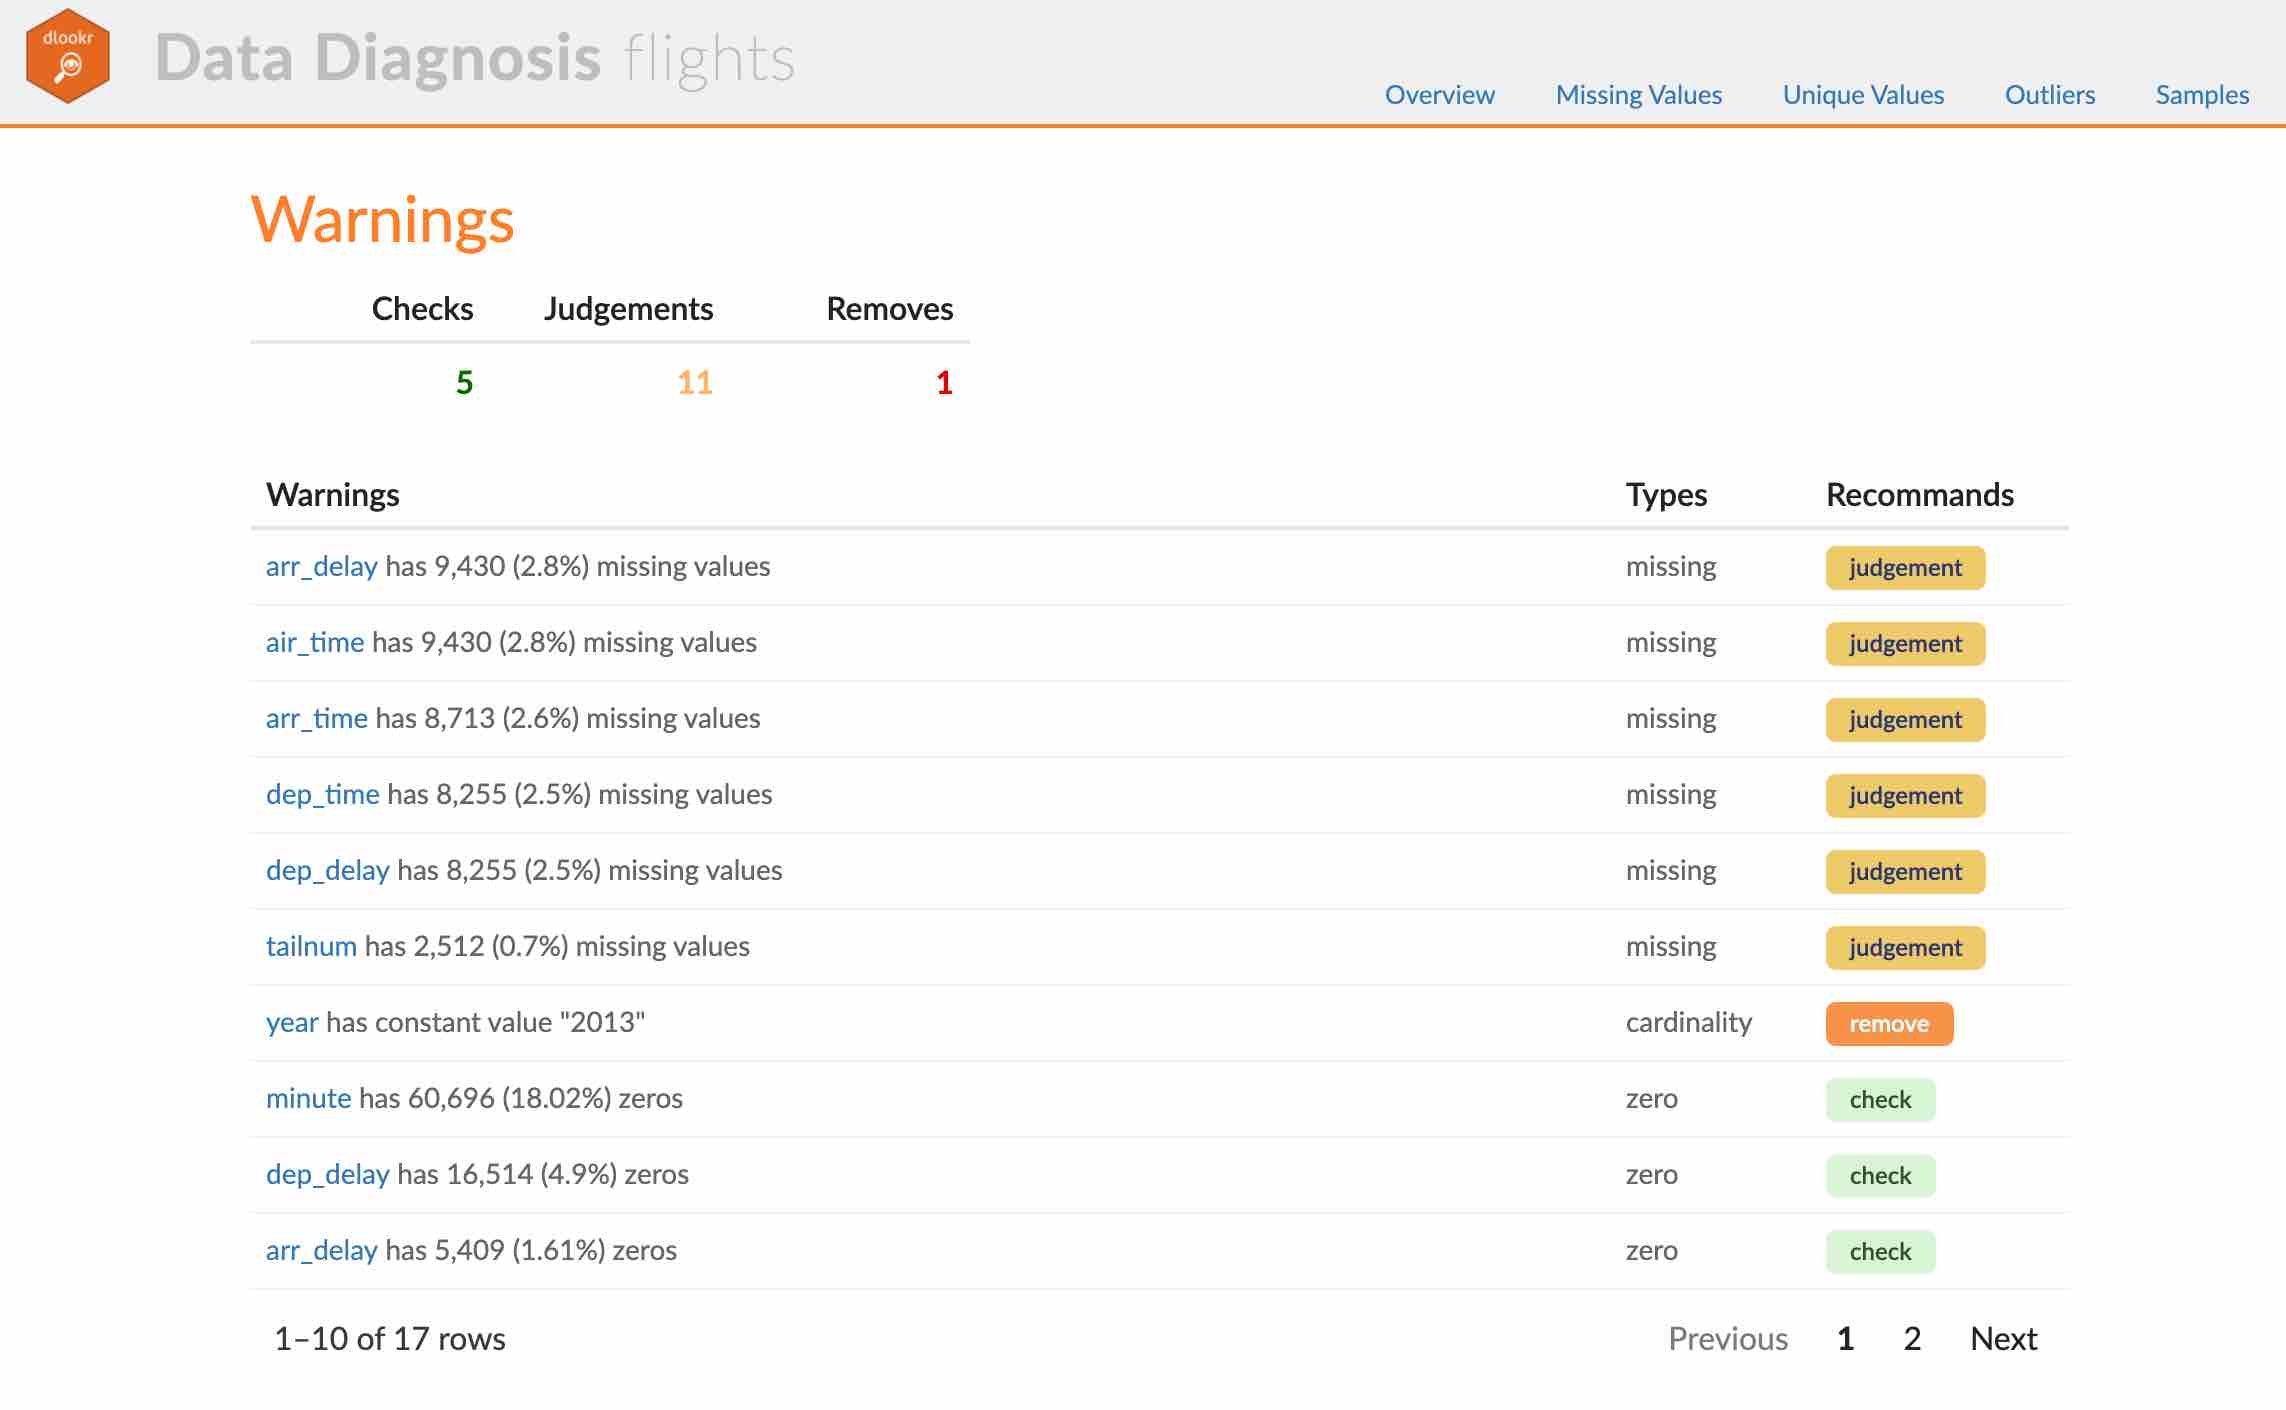 dlookr
Data Diagnosis flights
Overview Missing Values Unique Values Outliers Samples
Warnings
Checks Judgements Removes
5 11 1
Warnings Types Recommands
arr_delay has 9,430 (2.8%) missing values missing judgement
air_time has 9,430 (2.8%) missing values missing judgement
arr_time has 8,713 (2.6%) missing values missing judgement
dep_time has 8,255 (2.5%) missing values missing judgement
dep_delay has 8,255 (2.5%) missing values missing judgement
tailnum has 2,512 (0.7%) missing values missing judgement
year has constant value "2013" cardinality remove
minute has 60,696 (18.02%) zeros zero check
dep_delay has 16,514 (4.9%) zeros zero check
arr_delay has 5,409 (1.61%) zeros zero check
1–10 of 17 rows Previous 1 2 Next